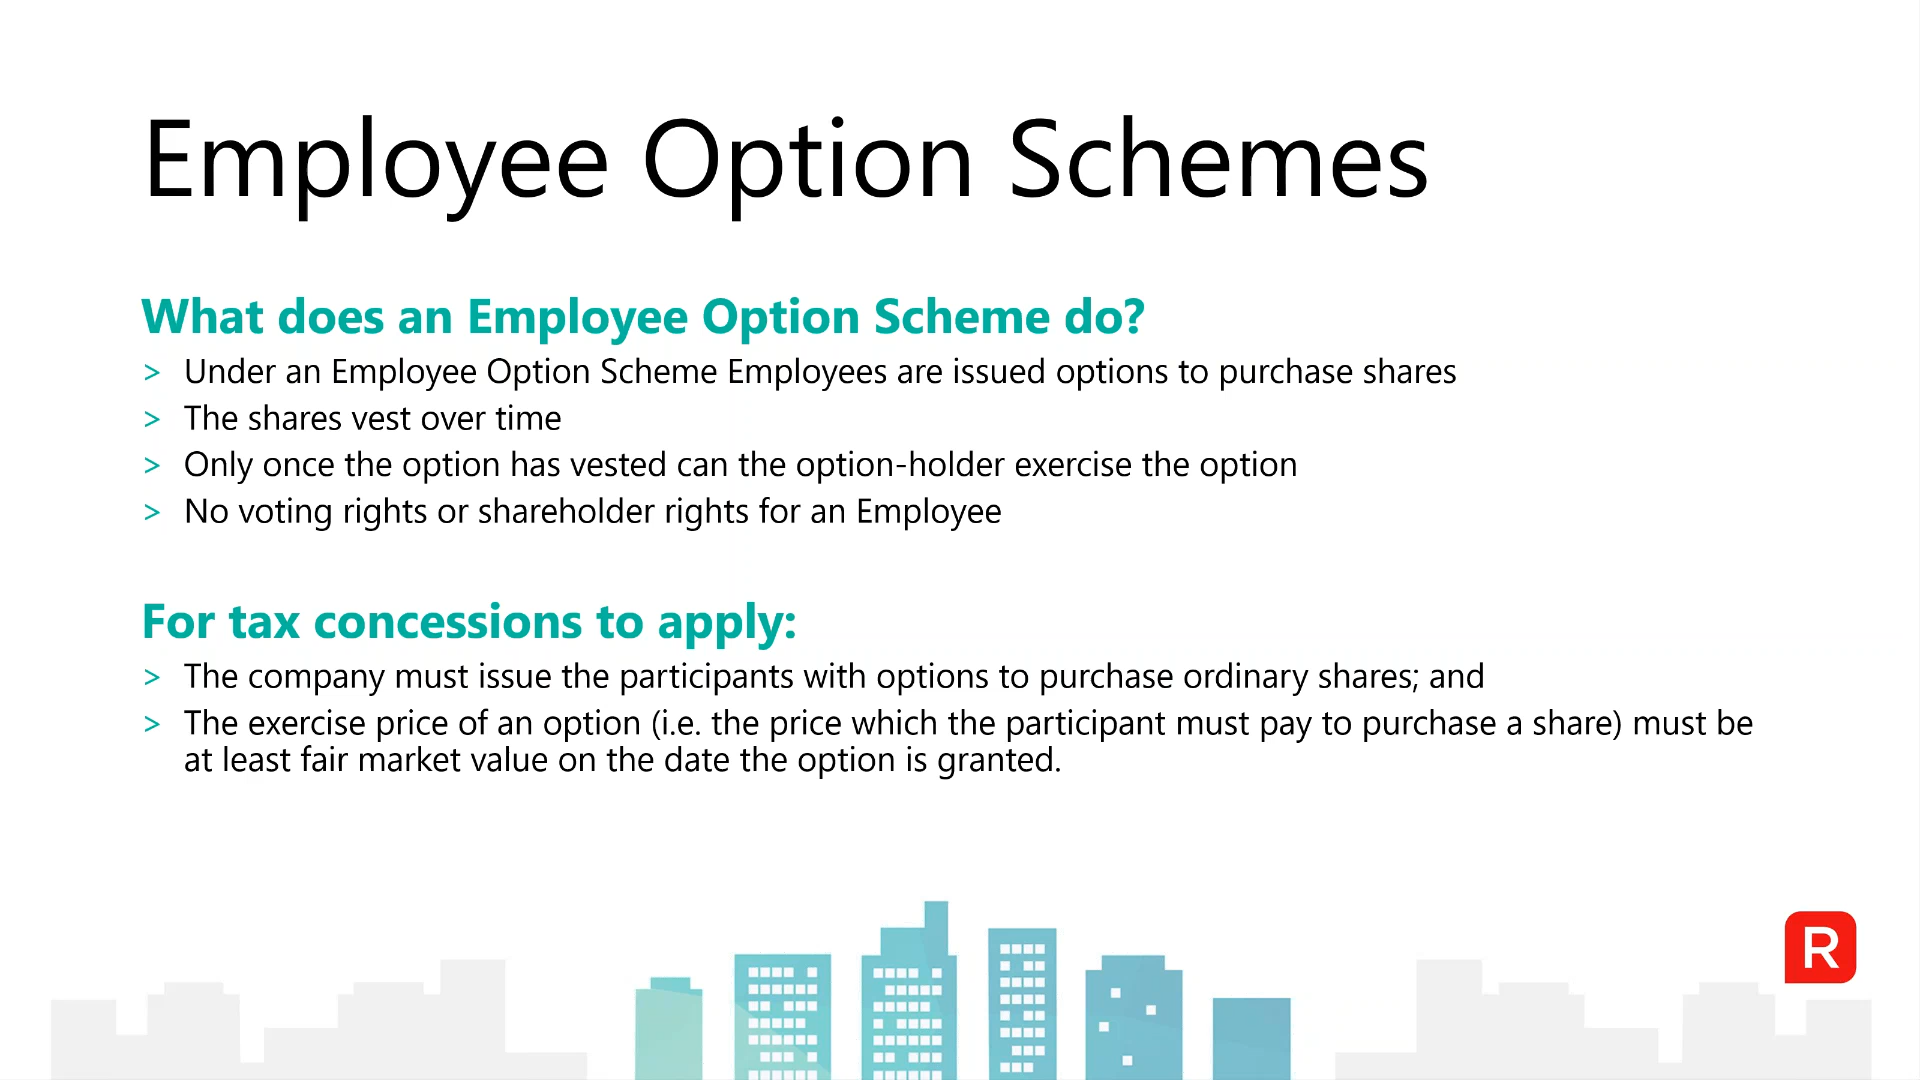 Employee Option Schemes
What does an Employee Option Scheme do?
> Under an Employee Option Scheme Employees are issued options to purchase shares
> The shares vest over time
> Only once the option has vested can the option-holder exercise the option
> No voting rights or shareholder rights for an Employee
For tax concessions to apply:
> The company must issue the participants with options to purchase ordinary shares; and
> The exercise price of an option (i.e. the price which the participant must pay to purchase a share) must be
at least fair market value on the date the option is granted.
R